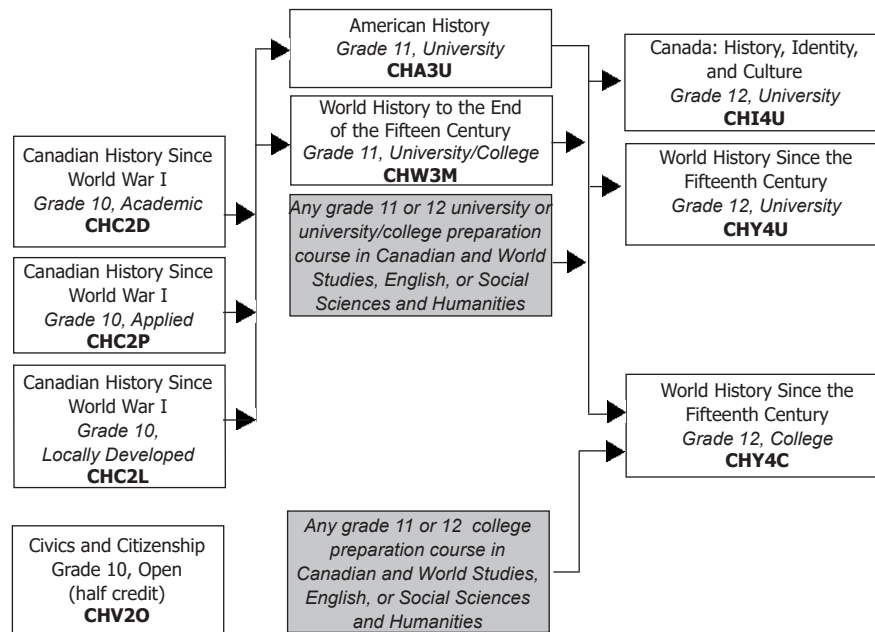 American History
Grade 11, University
CHA3U
World History to the End
of the Fifteen Century
Grade 11, University/College
CHW3M
Any grade 11 or 12 university or
university/college preparation
course in Canadian and World
Studies, English, or Social
Sciences and Humanities
Canadian History Since
World War I
Grade 10, Academic
CHC2D
Canadian History Since
World War I
Grade 10, Applied
CHC2P
Canadian History Since
World War I
Grade 10,
Locally Developed
CHC2L
Civics and Citizenship
Grade 10, Open
(half credit)
CHV2O
Any grade 11 or 12 college
preparation course in
Canadian and World Studies,
English, or Social Sciences
and Humanities
Canada: History, Identity,
and Culture
Grade 12, University
CHI4U
World History Since the
Fifteenth Century
Grade 12, University
CHY4U
World History Since the
Fifteenth Century
Grade 12, College
CHY4C